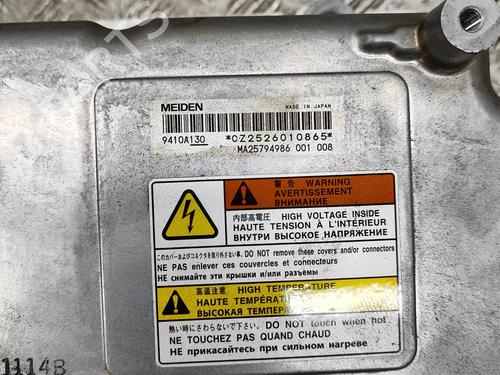 MEIDEN
MADE IN JAPAN
9410A130 *CZ2526010865*
MA25794986 001 008
警告 WARNING
AVERTISSEMENT
ВНИМАНИЕ
内部高電圧 HIGH VOLTAGE INSIDE
HAUTE TENSION À L'INTÉRIEUR
ВНУТРИ ВЫСОКОЕ НАПРЯЖЕНИЕ
このカバーおよびコネクタを取り外さない事。 DO NOT remove these covers and/or connectors
NE PAS enlever ces couvercles et connecteurs
НЕ снимайте эти крышки и/или разъемы
高温注意 HIGH TEMPERATURE
HAUTE TEMPÉRATURE
ВЫСОКАЯ ТЕМПЕРАТУРА
熱い時にさわらないで下さい。 DO NOT touch when hot
NE TOUCHEZ PAS QUAND CHAUD
НЕ прикасайтесь при сильном нагреве
1114B